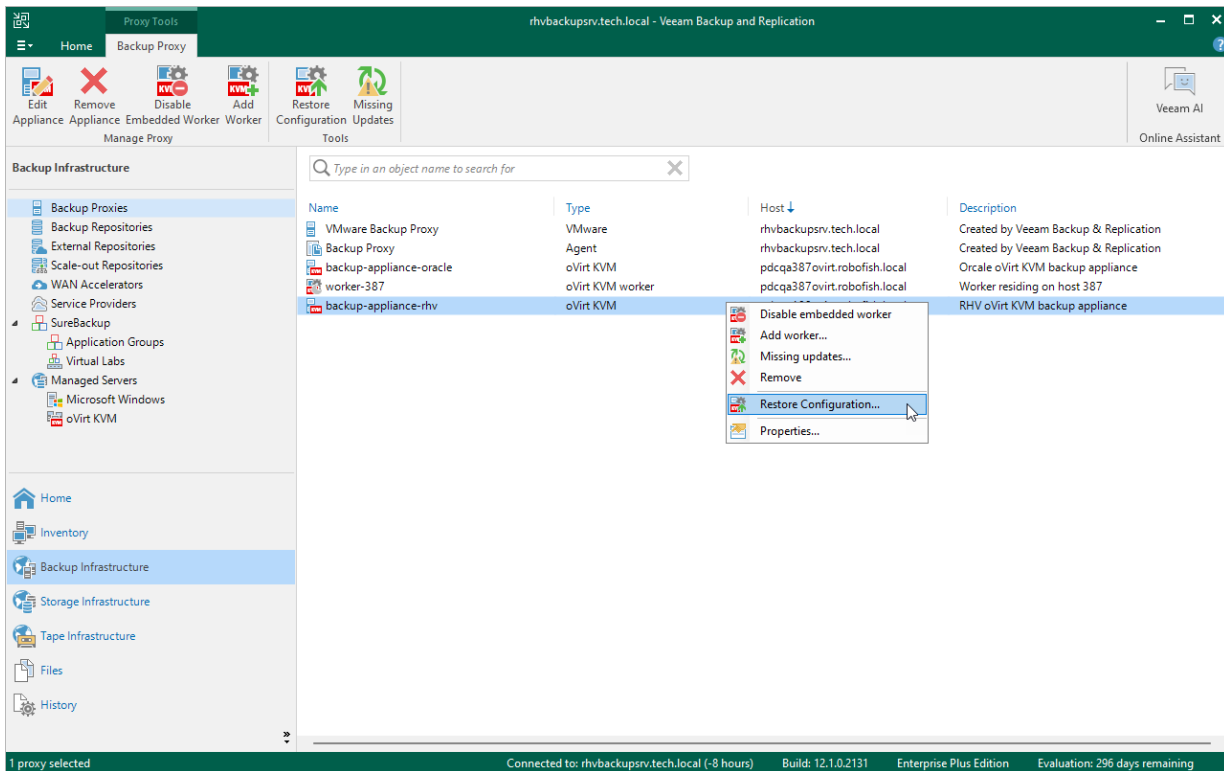 Proxy Tools
rhvbackupsrv.tech.local - Veeam Backup and Replication
Home Backup Proxy
?
KVM KVM KVM
Edit Remove Disable Add Restore Missing
Appliance Appliance Embedded Worker Worker Configuration Updates
Manage Proxy Tools
Veeam AI
Online Assistant
Backup Infrastructure
Type in an object name to search for
Backup Proxies
Backup Repositories
External Repositories
Scale-out Repositories
WAN Accelerators
Service Providers
SureBackup
Application Groups
Virtual Labs
Managed Servers
Microsoft Windows
oVirt KVM
Name Type Host Description
VMware Backup Proxy VMware rhvbackupsrv.tech.local Created by Veeam Backup & Replication
Backup Proxy Agent rhvbackupsrv.tech.local Created by Veeam Backup & Replication
backup-appliance-oracle oVirt KVM pdcqa387ovirt.robofish.local Orcale oVirt KVM backup appliance
worker-387 oVirt KVM worker pdcqa387ovirt.robofish.local Worker residing on host 387
backup-appliance-rhv oVirt KVM RHV oVirt KVM backup appliance
Disable embedded worker
Add worker...
Missing updates...
Remove
Restore Configuration...
Properties...
Home
Inventory
Backup Infrastructure
Storage Infrastructure
Tape Infrastructure
Files
History
1 proxy selected Connected to: rhvbackupsrv.tech.local (-8 hours) Build: 12.1.0.2131 Enterprise Plus Edition Evaluation: 296 days remaining